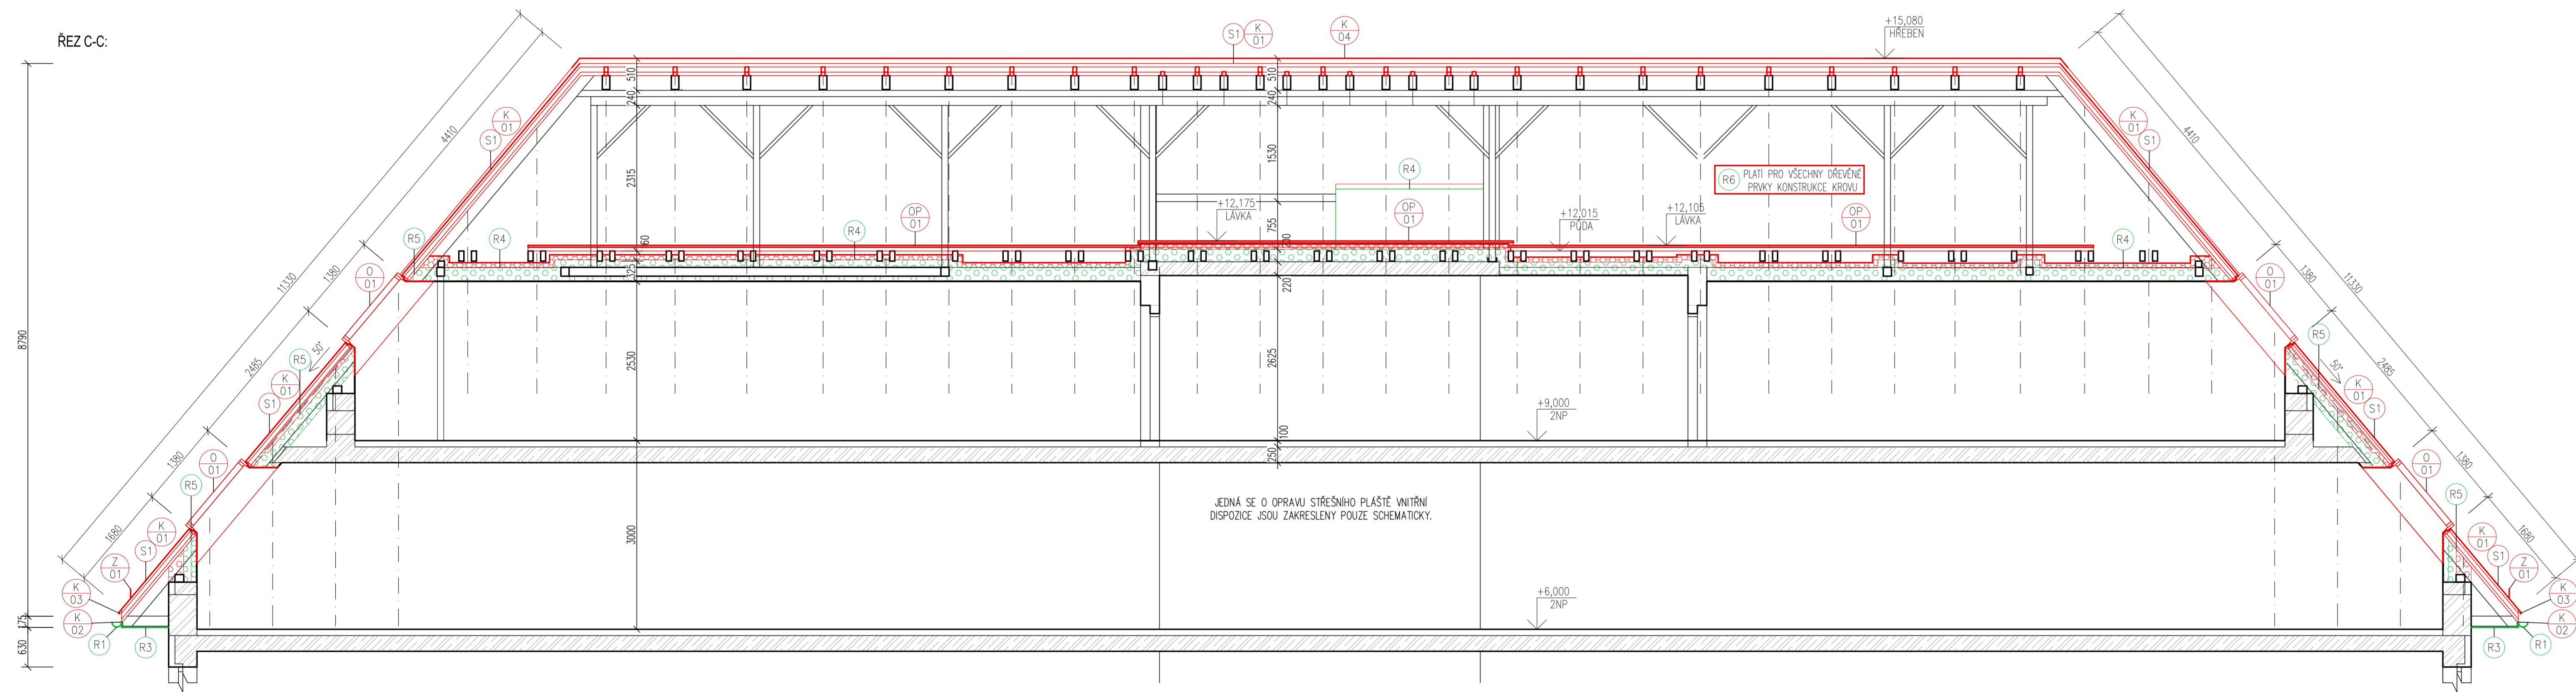 ŘEZ C-C:
+15,080
HŘEBEN
S1
K
01
K
04
510
240
510
240
4410
11330
K
01
S1
2315
1530
R4
R6
PLATÍ PRO VŠECHNY DŘEVĚNÉ
PRVKY KONSTRUKCE KROVU
K
01
S1
4410
11330
+12,175
LÁVKA
+12,015
PŮDA
+12,105
LÁVKA
R5
R4
OP
01
R4
OP
01
OP
01
R4
60
325
755
200
220
1380
O
01
O
01
1380
8790
2485
50°
R5
K
01
S1
2530
2625
R5
50°
K
01
S1
2485
+9,000
2NP
100
250
1380
O
01
R5
O
01
1380
R5
JEDNÁ SE O OPRAVU STŘEŠNÍHO PLÁŠTĚ VNITŘNÍ
DISPOZICE JSOU ZAKRESLENY POUZE SCHEMATICKY.
3000
1680
K
01
S1
Z
01
K
03
K
02
R1
R3
175
630
+6,000
2NP
K
01
S1
Z
01
1680
K
03
K
02
R1
R3